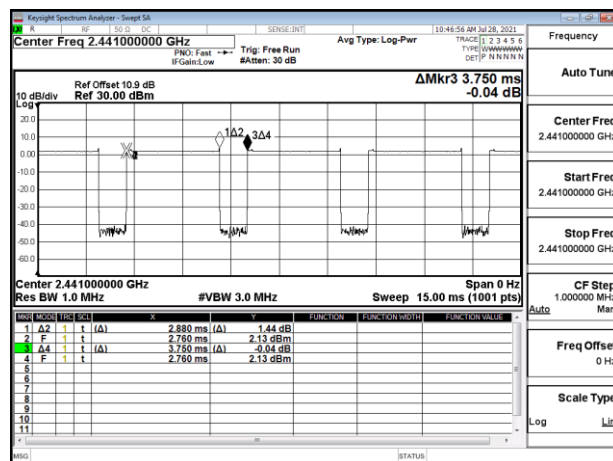 Keysight Spectrum Analyzer - Swept SA
R RF 50 Ω DC SENSE:INT 10:46:56 AM Jul 28, 2021
Center Freq 2.441000000 GHz
PNO: Fast
IFGain:Low
Trig: Free Run
#Atten: 30 dB
Avg Type: Log-Pwr
TRACE 1 2 3 4 5 6
TYPE WWWWWW
DET P N N N N N
Ref Offset 10.9 dB
Ref 30.00 dBm
ΔMkr3 3.750 ms
-0.04 dB
10 dB/div
Log
20.0
10.0
0.00
-10.0
-20.0
-30.0
-40.0
-50.0
-60.0
1Δ2
3Δ4
Center 2.441000000 GHz
Res BW 1.0 MHz
#VBW 3.0 MHz
Span 0 Hz
Sweep 15.00 ms (1001 pts)
MKR MODE TRC SCL X Y FUNCTION FUNCTION WIDTH FUNCTION VALUE
1 Δ2 1 t (Δ) 2.880 ms (Δ) 1.44 dB
2 F 1 t 2.760 ms 2.13 dBm
3 Δ4 1 t (Δ) 3.750 ms (Δ) -0.04 dB
4 F 1 t 2.760 ms 2.13 dBm
5
6
7
8
9
10
11
MSG
STATUS
Frequency
Auto Tune
Center Freq
2.441000000 GHz
Start Freq
2.441000000 GHz
Stop Freq
2.441000000 GHz
CF Step
1.000000 MHz
Auto Man
Freq Offset
0 Hz
Scale Type
Log Lin